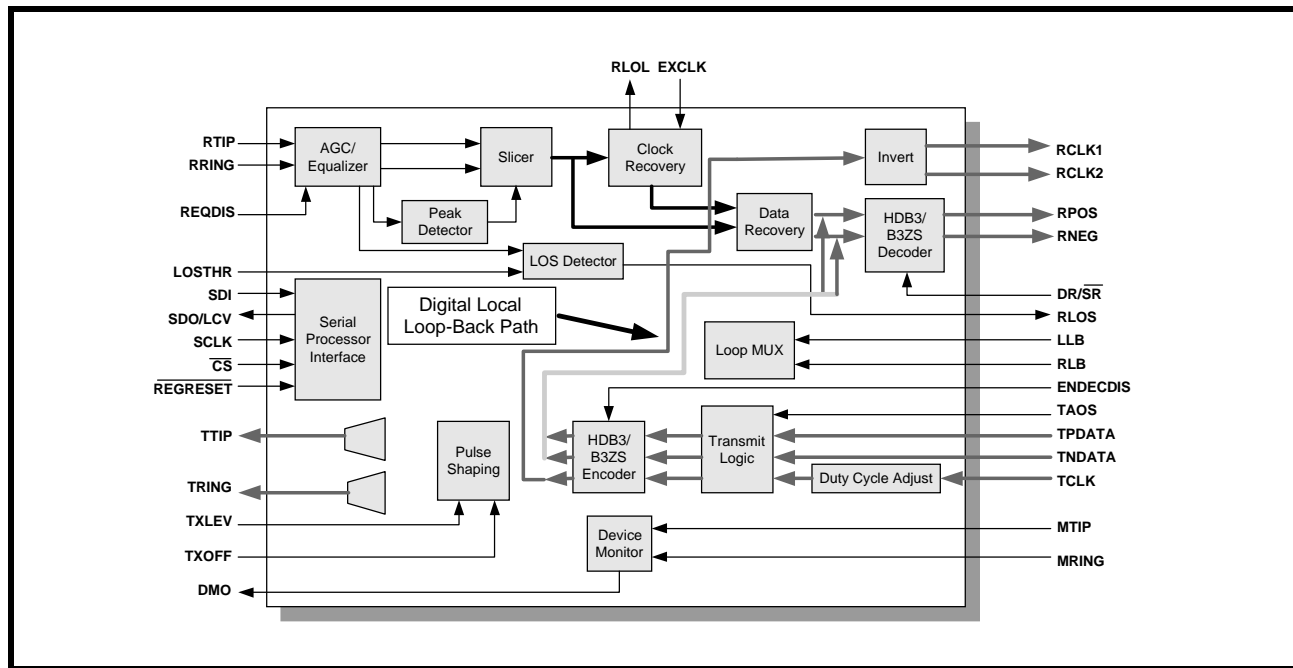 RLOL EXCLK
RTIP
RRING
REQDIS
LOSTHR
SDI
SDO/LCV
SCLK
CS
REGRESET
TTIP
TRING
TXLEV
TXOFF
DMO
AGC/
Equalizer
Slicer
Clock
Recovery
Invert
Peak
Detector
Data
Recovery
HDB3/
B3ZS
Decoder
LOS Detector
Serial
Processor
Interface
Digital Local
Loop-Back Path
Loop MUX
Pulse
Shaping
HDB3/
B3ZS
Encoder
Transmit
Logic
Duty Cycle Adjust
Device
Monitor
RCLK1
RCLK2
RPOS
RNEG
DR/SR
RLOS
LLB
RLB
ENDECDIS
TAOS
TPDATA
TNDATA
TCLK
MTIP
MRING